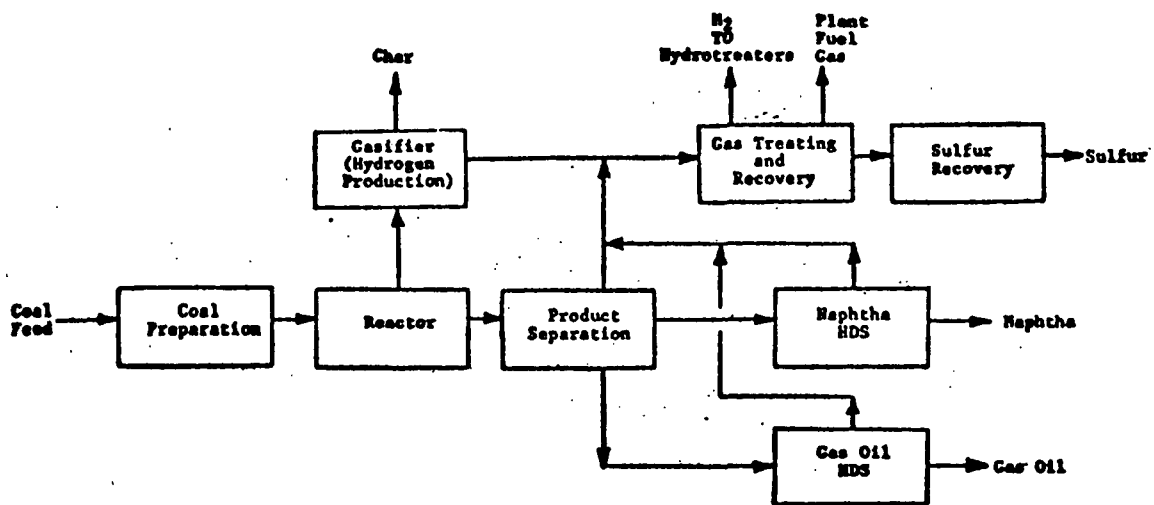 H2
TO
Hydrotreaters
Plant
Fuel
Gas
Char
Gasifier
(Hydrogen
Production)
Gas Treating
and
Recovery
Sulfur
Recovery
Sulfur
Coal
Feed
Coal
Preparation
Reactor
Product
Separation
Naphtha
HDS
Naphtha
Gas Oil
HDS
Gas Oil